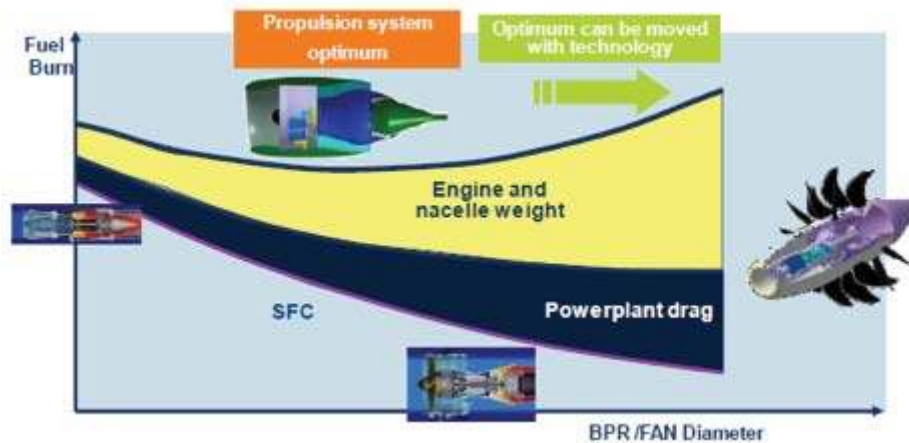 Fuel
Burn
Propulsion system
optimum
Optimum can be moved
with technology
Engine and
nacelle weight
SFC
Powerplant drag
BPR /FAN Diameter